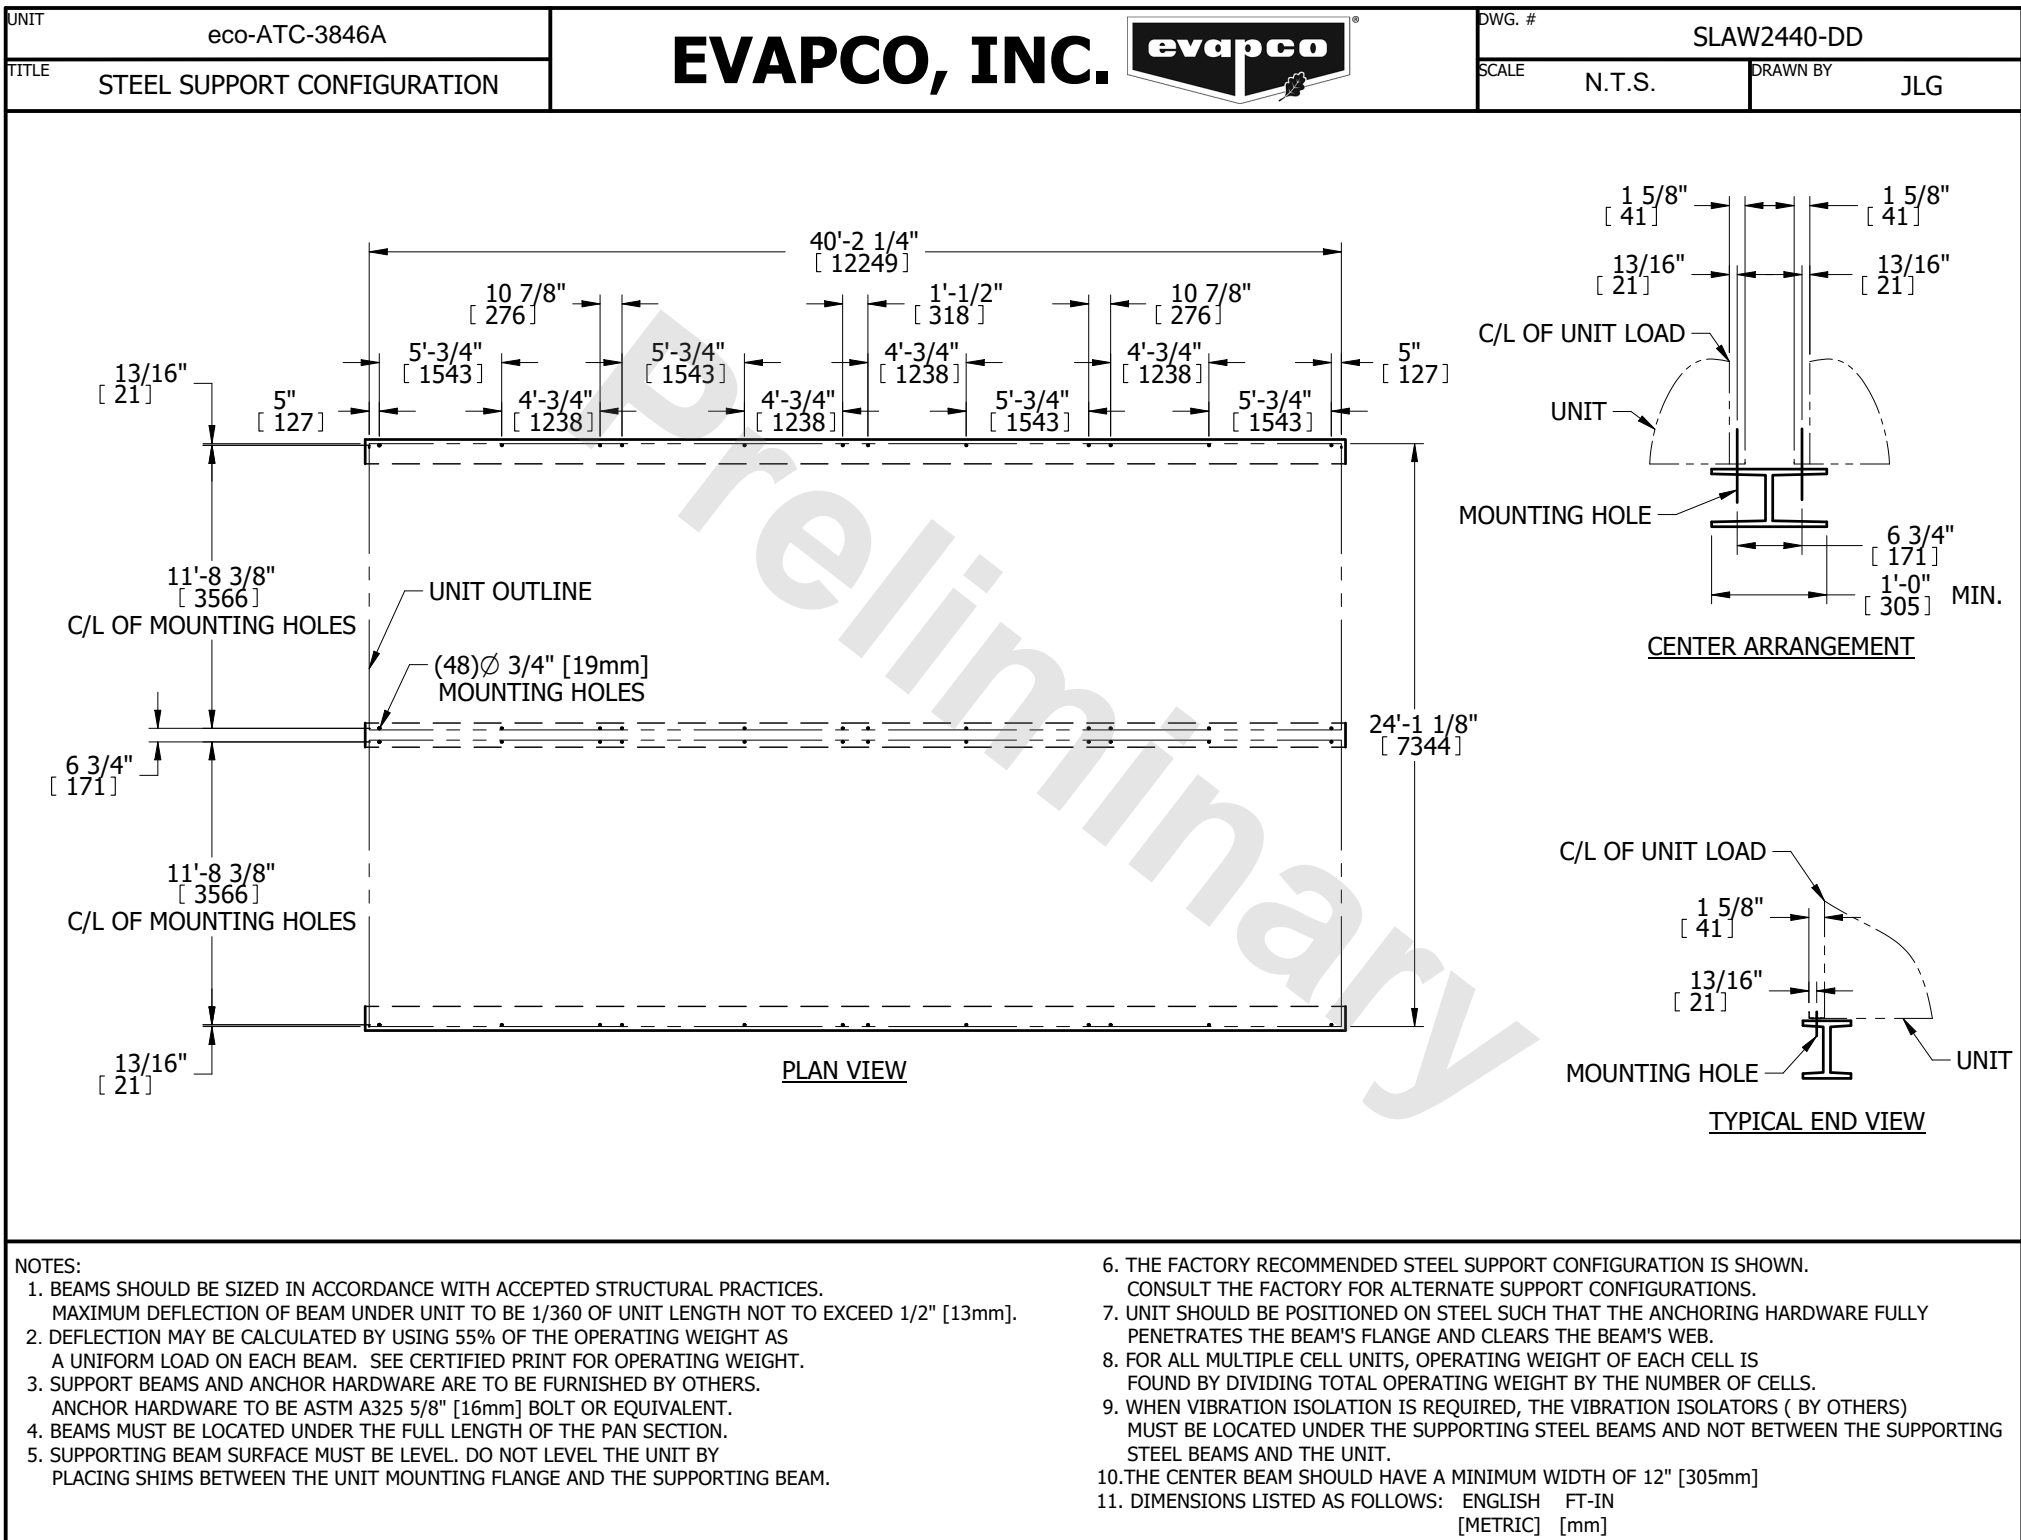 UNIT
eco-ATC-3846A
TITLE
STEEL SUPPORT CONFIGURATION
EVAPCO, INC.
evapco
®
DWG. #
SLAW2440-DD
SCALE
N.T.S.
DRAWN BY
JLG
40'-2 1/4"
[ 12249]
10 7/8"
[ 276]
1'-1/2"
[ 318 ]
10 7/8"
[ 276]
5'-3/4"
[ 1543]
5'-3/4"
[ 1543]
4'-3/4"
[ 1238]
4'-3/4"
[ 1238]
5"
[ 127]
13/16"
[ 21]
5"
[ 127]
4'-3/4"
[ 1238]
4'-3/4"
[ 1238]
5'-3/4"
[ 1543]
5'-3/4"
[ 1543]
11'-8 3/8"
[ 3566]
C/L OF MOUNTING HOLES
UNIT OUTLINE
(48)Ø 3/4" [19mm]
MOUNTING HOLES
6 3/4"
[ 171]
24'-1 1/8"
[ 7344]
11'-8 3/8"
[ 3566]
C/L OF MOUNTING HOLES
13/16"
[ 21]
PLAN VIEW
Preliminary
1 5/8"
[ 41]
1 5/8"
[ 41]
13/16"
[ 21]
13/16"
[ 21]
C/L OF UNIT LOAD
UNIT
MOUNTING HOLE
6 3/4"
[ 171]
1'-0"
[ 305] MIN.
CENTER ARRANGEMENT
C/L OF UNIT LOAD
1 5/8"
[ 41]
13/16"
[ 21]
MOUNTING HOLE
UNIT
TYPICAL END VIEW
NOTES:
1. BEAMS SHOULD BE SIZED IN ACCORDANCE WITH ACCEPTED STRUCTURAL PRACTICES.
MAXIMUM DEFLECTION OF BEAM UNDER UNIT TO BE 1/360 OF UNIT LENGTH NOT TO EXCEED 1/2" [13mm].
2. DEFLECTION MAY BE CALCULATED BY USING 55% OF THE OPERATING WEIGHT AS
A UNIFORM LOAD ON EACH BEAM. SEE CERTIFIED PRINT FOR OPERATING WEIGHT.
3. SUPPORT BEAMS AND ANCHOR HARDWARE ARE TO BE FURNISHED BY OTHERS.
ANCHOR HARDWARE TO BE ASTM A325 5/8" [16mm] BOLT OR EQUIVALENT.
4. BEAMS MUST BE LOCATED UNDER THE FULL LENGTH OF THE PAN SECTION.
5. SUPPORTING BEAM SURFACE MUST BE LEVEL. DO NOT LEVEL THE UNIT BY
PLACING SHIMS BETWEEN THE UNIT MOUNTING FLANGE AND THE SUPPORTING BEAM.
6. THE FACTORY RECOMMENDED STEEL SUPPORT CONFIGURATION IS SHOWN.
CONSULT THE FACTORY FOR ALTERNATE SUPPORT CONFIGURATIONS.
7. UNIT SHOULD BE POSITIONED ON STEEL SUCH THAT THE ANCHORING HARDWARE FULLY
PENETRATES THE BEAM'S FLANGE AND CLEARS THE BEAM'S WEB.
8. FOR ALL MULTIPLE CELL UNITS, OPERATING WEIGHT OF EACH CELL IS
FOUND BY DIVIDING TOTAL OPERATING WEIGHT BY THE NUMBER OF CELLS.
9. WHEN VIBRATION ISOLATION IS REQUIRED, THE VIBRATION ISOLATORS ( BY OTHERS)
MUST BE LOCATED UNDER THE SUPPORTING STEEL BEAMS AND NOT BETWEEN THE SUPPORTING
STEEL BEAMS AND THE UNIT.
10.THE CENTER BEAM SHOULD HAVE A MINIMUM WIDTH OF 12" [305mm]
11. DIMENSIONS LISTED AS FOLLOWS: ENGLISH FT-IN
[METRIC] [mm]